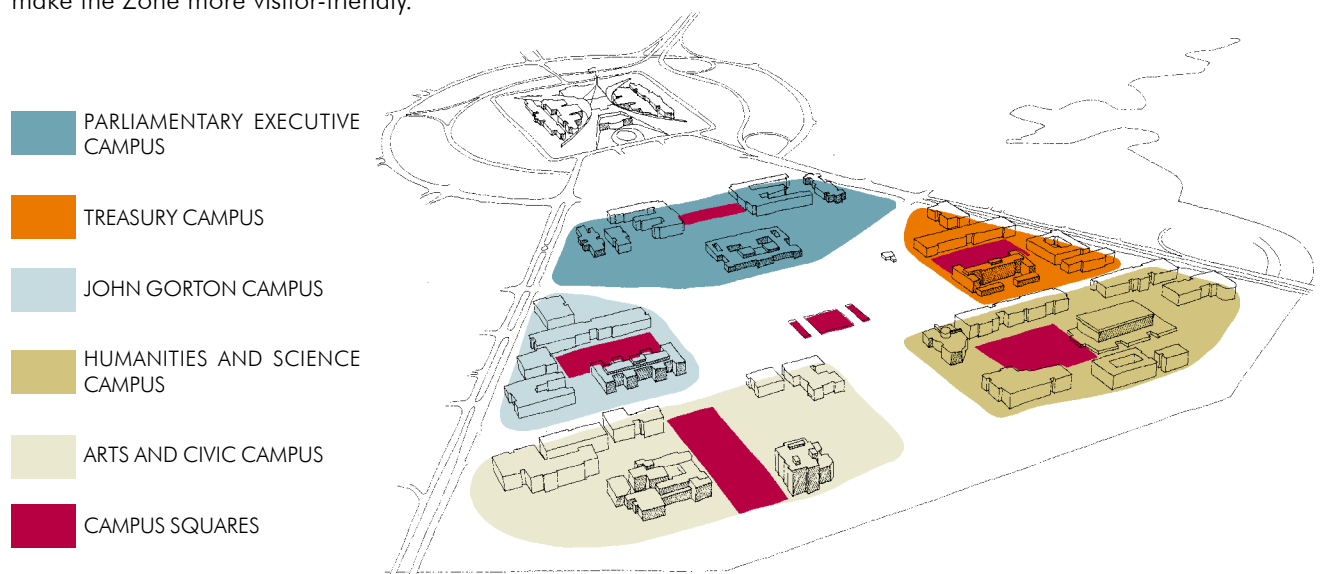 make the Zone more visitor-friendly.
PARLIAMENTARY EXECUTIVE
CAMPUS
TREASURY CAMPUS
JOHN GORTON CAMPUS
HUMANITIES AND SCIENCE
CAMPUS
ARTS AND CIVIC CAMPUS
CAMPUS SQUARES